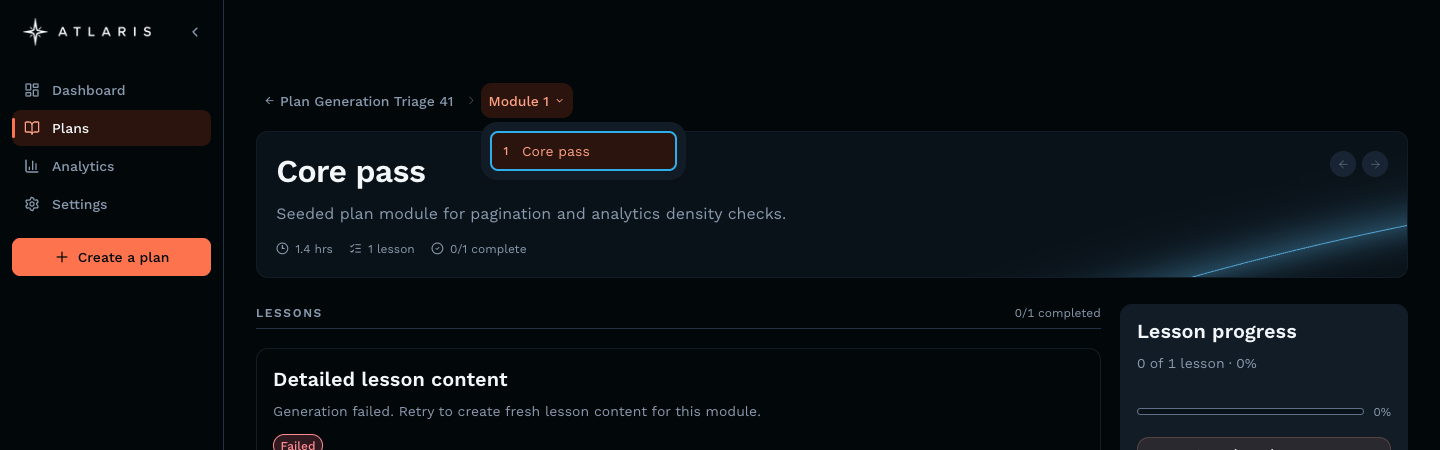 ATLARIS
Dashboard
Plans
Analytics
Settings
Create a plan
Plan Generation Triage 41
Module 1
1 Core pass
Core pass
Seeded plan module for pagination and analytics density checks.
1.4 hrs 1 lesson 0/1 complete
LESSONS 0/1 completed
Detailed lesson content
Generation failed. Retry to create fresh lesson content for this module.
Failed
Lesson progress
0 of 1 lesson · 0%
0%